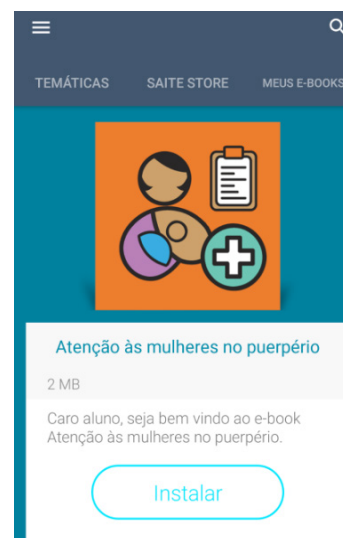 TEMÁTICAS SAITE STORE MEUS E-BOOKS
Atenção às mulheres no puerpério
2 MB
Caro aluno, seja bem vindo ao e-book
Atenção às mulheres no puerpério.
Instalar